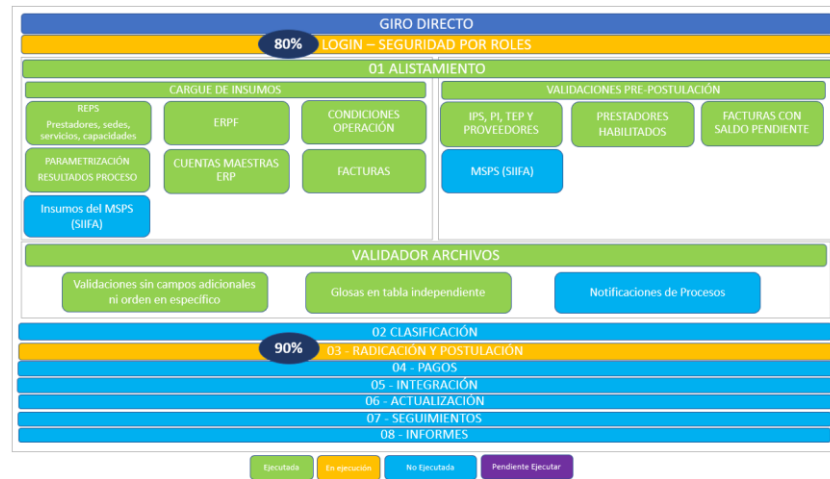 GIRO DIRECTO
80%
LOGIN – SEGURIDAD POR ROLES
01 ALISTAMIENTO
CARGUE DE INSUMOS
REPS
Prestadores, sedes,
servicios, capacidades
ERPF
CONDICIONES
OPERACIÓN
PARAMETRIZACIÓN
RESULTADOS PROCESO
CUENTAS MAESTRAS
ERP
FACTURAS
Insumos del MSPS
(SIIFA)
VALIDACIONES PRE-POSTULACIÓN
IPS, PI, TEP Y
PROVEEDORES
PRESTADORES
HABILITADOS
FACTURAS CON
SALDO PENDIENTE
MSPS (SIIFA)
VALIDADOR ARCHIVOS
Validaciones sin campos adicionales
ni orden en específico
Glosas en tabla independiente
Notificaciones de Procesos
02 CLASIFICACIÓN
90%
03 - RADICACIÓN Y POSTULACIÓN
04 - PAGOS
05 - INTEGRACIÓN
06 - ACTUALIZACIÓN
07 - SEGUIMIENTOS
08 - INFORMES
Ejecutada
En ejecución
No Ejecutada
Pendiente Ejecutar